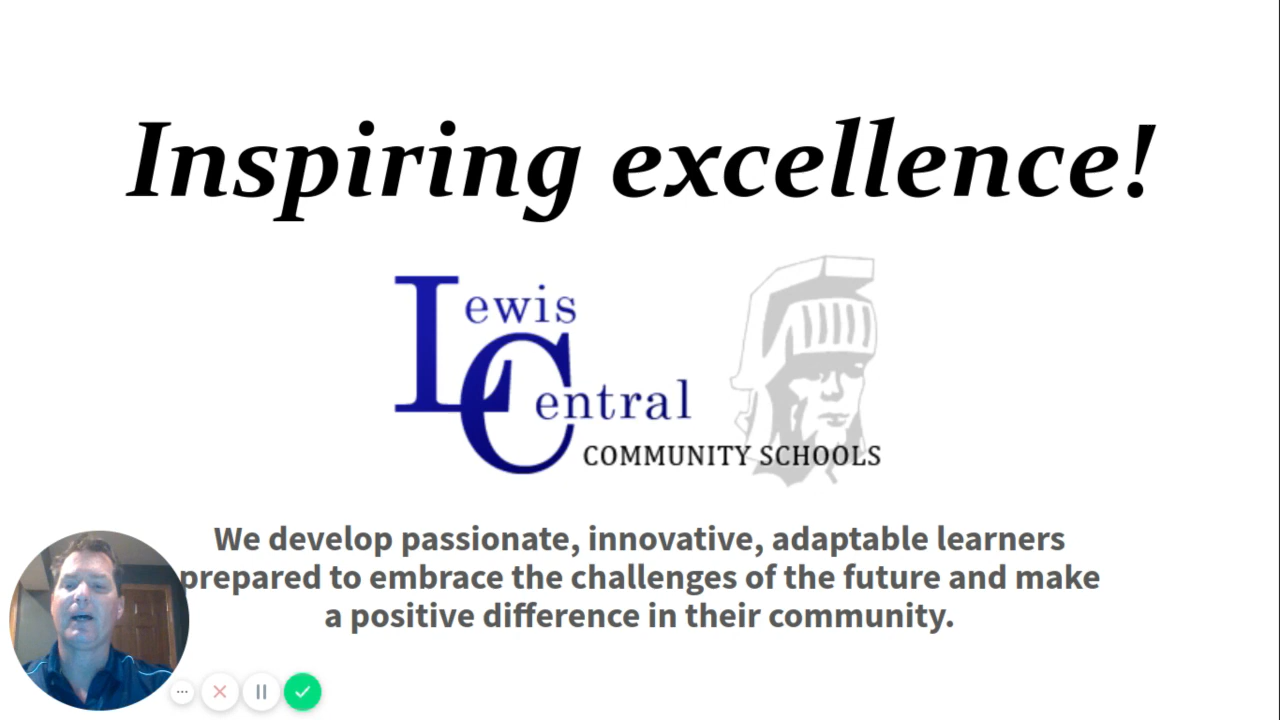 Inspiring excellence!
Lewis
Central
COMMUNITY SCHOOLS
We develop passionate, innovative, adaptable learners
prepared to embrace the challenges of the future and make
a positive difference in their community.